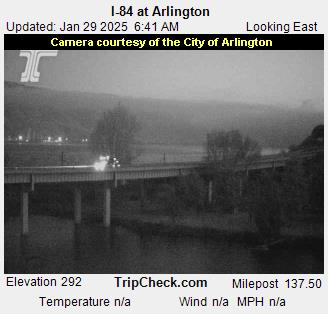 I-84 at Arlington
Updated: Jan 29 2025 6:41 AM Looking East
Camera courtesy of the City of Arlington
Elevation 292 TripCheck.com Milepost 137.50
Temperature n/a Wind n/a MPH n/a